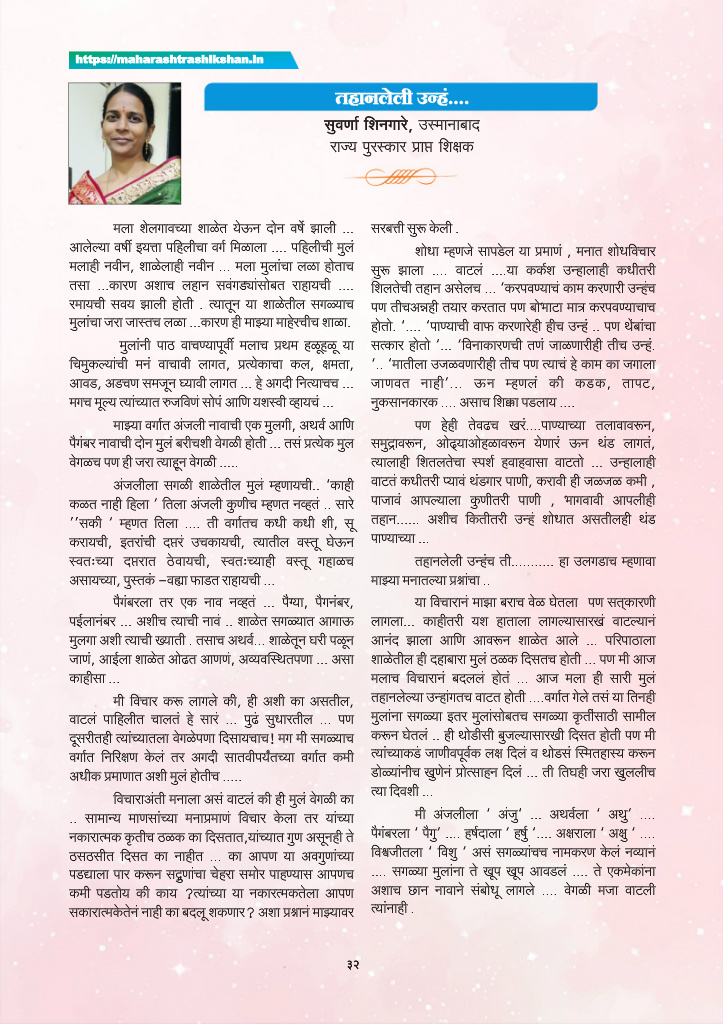 https://maharashtrashikshan.in
तहानलेली उन्हं....
सुवर्णा शिनगारे, उस्मानाबाद
राज्य पुरस्कार प्राप्त शिक्षक
मला शेलगावच्या शाळेत येऊन दोन वर्षे झाली ...
आलेल्या वर्षी इयत्ता पहिलीचा वर्ग मिळाला .... पहिलीची मुलं
मलाही नवीन, शाळेलाही नवीन ... मला मुलांचा लळा होताच
तसा ...कारण अशाच लहान सवंगड्यांसोबत राहायची ....
रमायची सवय झाली होती . त्यातून या शाळेतील सगळ्याच
मुलांचा जरा जास्तच लळा ...कारण ही माझ्या माहेरचीच शाळा.
मुलांनी पाठ वाचण्यापूर्वी मलाच प्रथम हळूहळू या
चिमुकल्यांची मनं वाचावी लागत, प्रत्येकाचा कल, क्षमता,
आवड, अडचण समजून घ्यावी लागत ... हे अगदी नित्याचच ...
मगच मूल्य त्यांच्यात रुजविणं सोपं आणि यशस्वी व्हायचं ...
माझ्या वर्गात अंजली नावाची एक मुलगी, अथर्व आणि
पैगंबर नावाची दोन मुलं बरीचशी वेगळी होती ... तसं प्रत्येक मुल
वेगळच पण ही जरा त्याहून वेगळी .....
अंजलीला सगळी शाळेतील मुलं म्हणायची.. 'काही
कळत नाही हिला ' तिला अंजली कुणीच म्हणत नव्हतं .. सारे
''सकी ' म्हणत तिला .... ती वर्गातच कधी कधी शी, सू
करायची, इतरांची दप्तरं उचकायची, त्यातील वस्तू घेऊन
स्वतःच्या दप्तरात ठेवायची, स्वतःच्याही वस्तू गहाळच
असायच्या, पुस्तकं –वह्या फाडत राहायची ...
पैगंबरला तर एक नाव नव्हतं ... पैग्या, पैगनंबर,
पईलानंबर ... अशीच त्याची नावं .. शाळेत सगळ्यात आगाऊ
मुलगा अशी त्याची ख्याती . तसाच अथर्व... शाळेतून घरी पळून
जाणं, आईला शाळेत ओढत आणणं, अव्यवस्थितपणा ... असा
काहीसा ...
मी विचार करू लागले की, ही अशी का असतील,
वाटलं पाहिलीत चालतं हे सारं ... पुढं सुधारतील ... पण
दूसरीतही त्यांच्यातला वेगळेपणा दिसायचाच! मग मी सगळ्याच
वर्गात निरिक्षण केलं तर अगदी सातवीपर्यंतच्या वर्गात कमी
अधीक प्रमाणात अशी मुलं होतीच .....
विचाराअंती मनाला असं वाटलं की ही मुलं वेगळी का
.. सामान्य माणसांच्या मनाप्रमाणं विचार केला तर यांच्या
नकारात्मक कृतीच ठळक का दिसतात,यांच्यात गुण असूनही ते
ठसठसीत दिसत का नाहीत ... का आपण या अवगुणांच्या
पडद्याला पार करून सद्गुणांचा चेहरा समोर पाहण्यास आपणच
कमी पडतोय की काय ?त्यांच्या या नकारत्मकतेला आपण
सकारात्मकतेतेनं नाही का बदलू शकणार ? अशा प्रश्नानं माझ्यावर
सरबत्ती सुरू केली .
शोधा म्हणजे सापडेल या प्रमाणं , मनात शोधविचार
सुरू झाला .... वाटलं ....या कर्कश उन्हालाही कधीतरी
शिलतेची तहान असेलच ... 'करपवण्याचं काम करणारी उन्हंच
पण तीचअन्नही तयार करतात पण बोभाटा मात्र करपवण्याचाच
होतो. '.... 'पाण्याची वाफ करणारेही हीच उन्हं .. पण थेंबांचा
सत्कार होतो '... 'विनाकारणची तणं जाळणारीही तीच उन्हं.
'.. 'मातीला उजळवणारीही तीच पण त्याचं हे काम का जगाला
जाणवत नाही'... ऊन म्हणलं की कडक, तापट,
नुकसानकारक .... असाच शिक्का पडलाय ....
पण हेही तेवढच खरं....पाण्याच्या तलावावरून,
समुद्रावरून, ओढ्याओहळावरून येणारं ऊन थंड लागतं,
त्यालाही शितलतेचा स्पर्श हवाहवासा वाटतो ... उन्हालाही
वाटतं कधीतरी प्यावं थंडगार पाणी, करावी ही जळजळ कमी ,
पाजावं आपल्याला कुणीतरी पाणी , भागवावी आपलीही
तहान...... अशीच कितीतरी उन्हं शोधात असतीलही थंड
पाण्याच्या ...
तहानलेली उन्हंच ती........... हा उलगडाच म्हणावा
माझ्या मनातल्या प्रश्नांचा ..
या विचारानं माझा बराच वेळ घेतला पण सत्कारणी
लागला... काहीतरी यश हाताला लागल्यासारखं वाटल्यानं
आनंद झाला आणि आवरून शाळेत आले ... परिपाठाला
शाळेतील ही दहाबारा मुलं ठळक दिसतच होती ... पण मी आज
मलाच विचारानं बदललं होतं ... आज मला ही सारी मुलं
तहानलेल्या उन्हांगतच वाटत होती ....वर्गात गेले तसं या तिनही
मुलांना सगळ्या इतर मुलांसोबतच सगळ्या कृतींसाठी सामील
करून घेतलं .. ही थोडीसी बुजल्यासारखी दिसत होती पण मी
त्यांच्याकडं जाणीवपूर्वक लक्ष दिलं व थोडसं स्मितहास्य करून
डोळ्यांनीच खुणेनं प्रोत्साहन दिलं ... ती तिघही जरा खुललीच
त्या दिवशी ...
मी अंजलीला ' अंजु' ... अथर्वला ' अथु' ....
पैगंबरला ' पैगु' .... हर्षदाला ' हर्षु '.... अक्षराला ' अक्षु ' ....
विश्वजीतला ' विशु ' असं सगळ्यांचच नामकरण केलं नव्यानं
.... सगळ्या मुलांना ते खूप खूप आवडलं .... ते एकमेकांना
अशाच छान नावाने संबोधू लागले .... वेगळी मजा वाटली
त्यांनाही .
३२